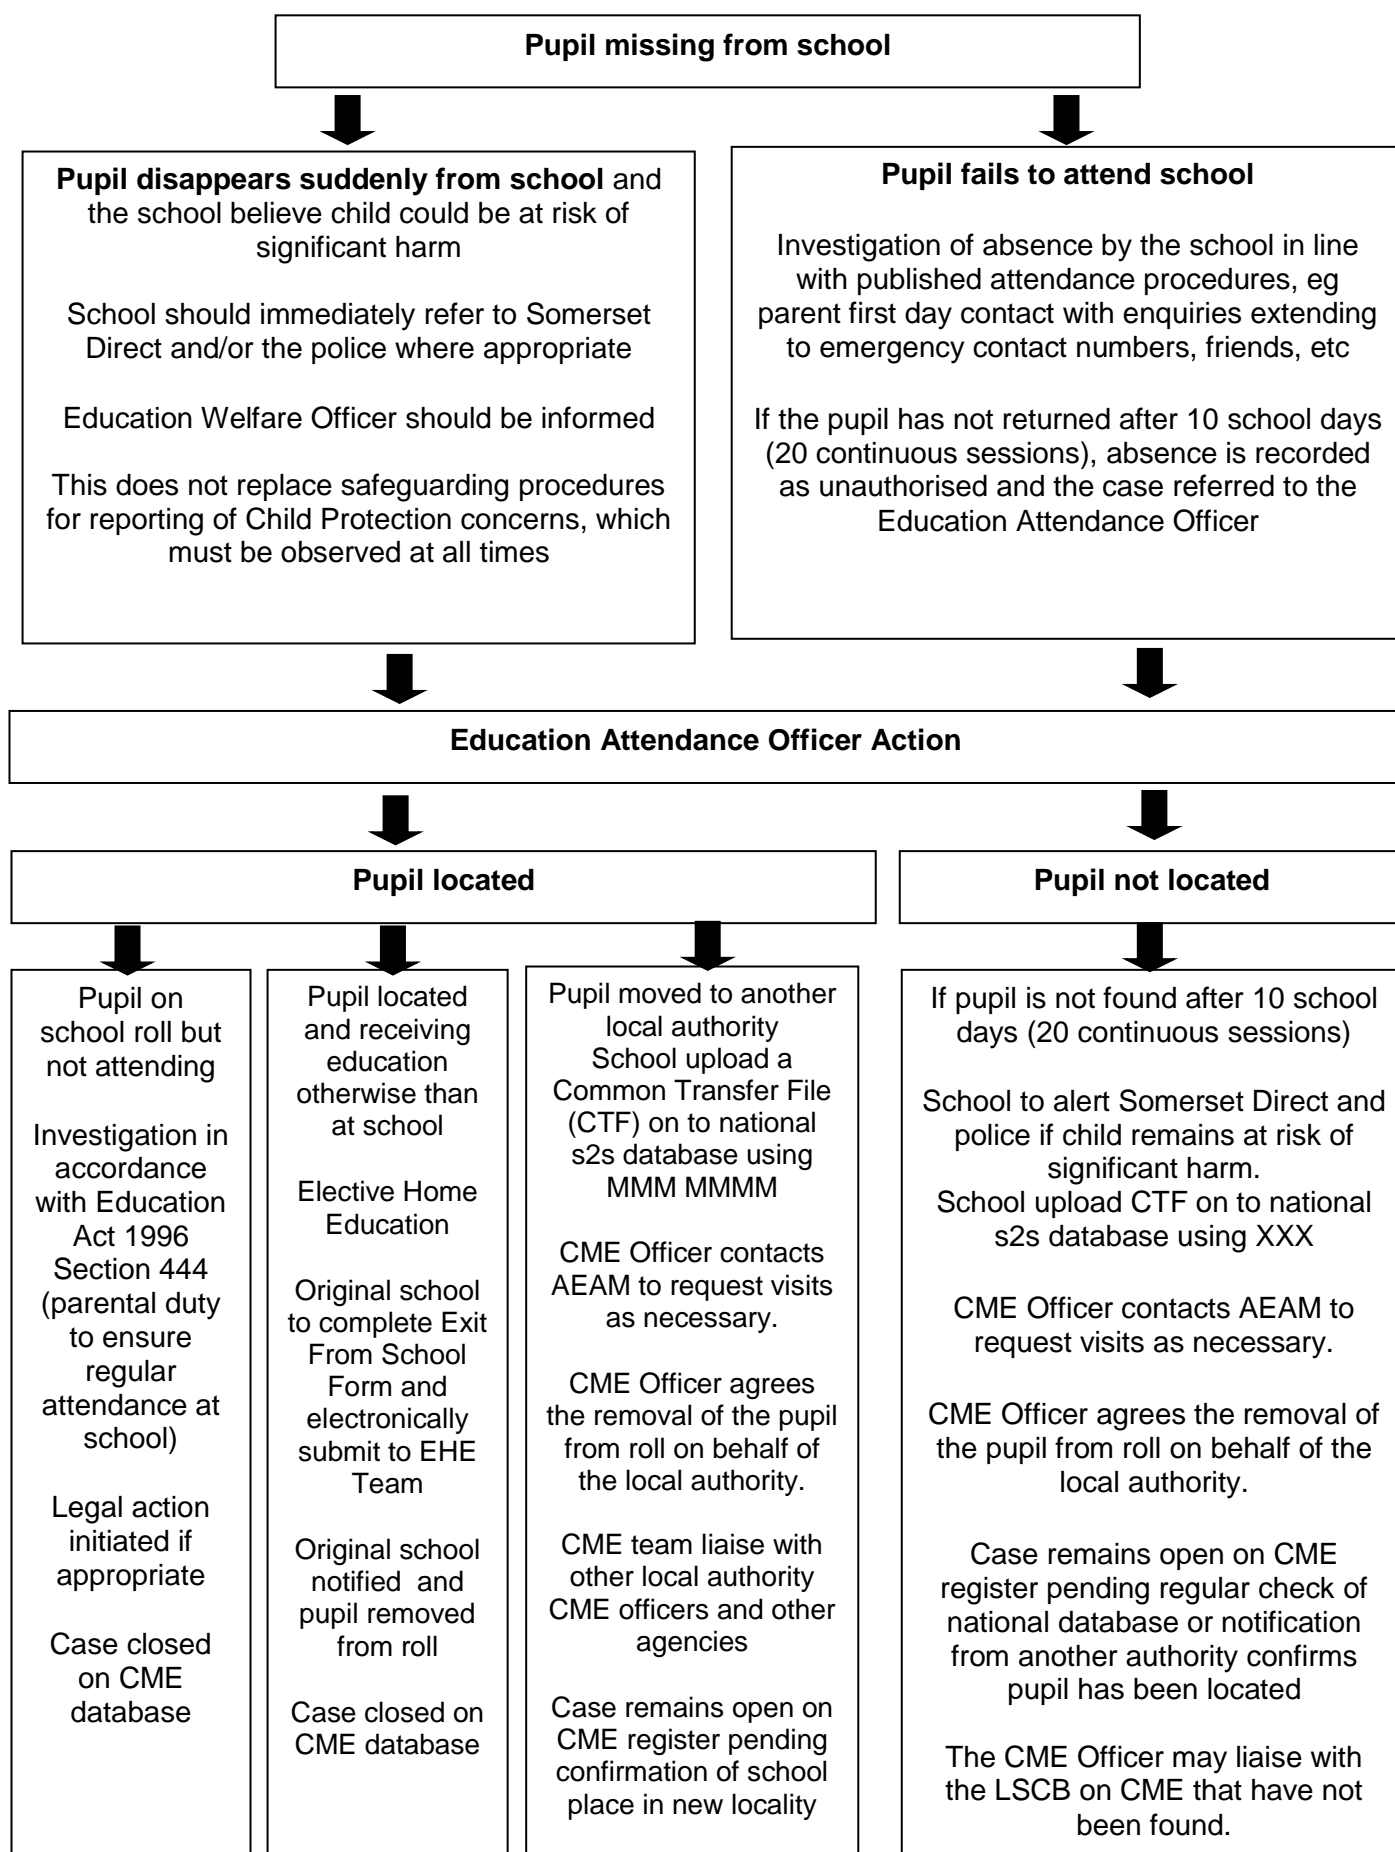 Pupil missing from school
Pupil disappears suddenly from school and
the school believe child could be at risk of
significant harm
School should immediately refer to Somerset
Direct and/or the police where appropriate
Education Welfare Officer should be informed
This does not replace safeguarding procedures
for reporting of Child Protection concerns, which
must be observed at all times
Pupil fails to attend school
Investigation of absence by the school in line
with published attendance procedures, eg
parent first day contact with enquiries extending
to emergency contact numbers, friends, etc
If the pupil has not returned after 10 school days
(20 continuous sessions), absence is recorded
as unauthorised and the case referred to the
Education Attendance Officer
Education Attendance Officer Action
Pupil located
Pupil not located
Pupil on
school roll but
not attending
Investigation in
accordance
with Education
Act 1996
Section 444
(parental duty
to ensure
regular
attendance at
school)
Legal action
initiated if
appropriate
Case closed
on CME
database
Pupil located
and receiving
education
otherwise than
at school
Elective Home
Education
Original school
to complete Exit
From School
Form and
electronically
submit to EHE
Team
Original school
notified  and
pupil removed
from roll
Case closed on
CME database
Pupil moved to another
local authority
School upload a
Common Transfer File
(CTF) on to national
s2s database using
MMM MMMM
CME Officer contacts
AEAM to request visits
as necessary.
CME Officer agrees
the removal of the pupil
from roll on behalf of
the local authority.
CME team liaise with
other local authority
CME officers and other
agencies
Case remains open on
CME register pending
confirmation of school
place in new locality
If pupil is not found after 10 school
days (20 continuous sessions)
School to alert Somerset Direct and
police if child remains at risk of
significant harm.
School upload CTF on to national
s2s database using XXX
CME Officer contacts AEAM to
request visits as necessary.
CME Officer agrees the removal of
the pupil from roll on behalf of the
local authority.
Case remains open on CME
register pending regular check of
national database or notification
from another authority confirms
pupil has been located
The CME Officer may liaise with
the LSCB on CME that have not
been found.